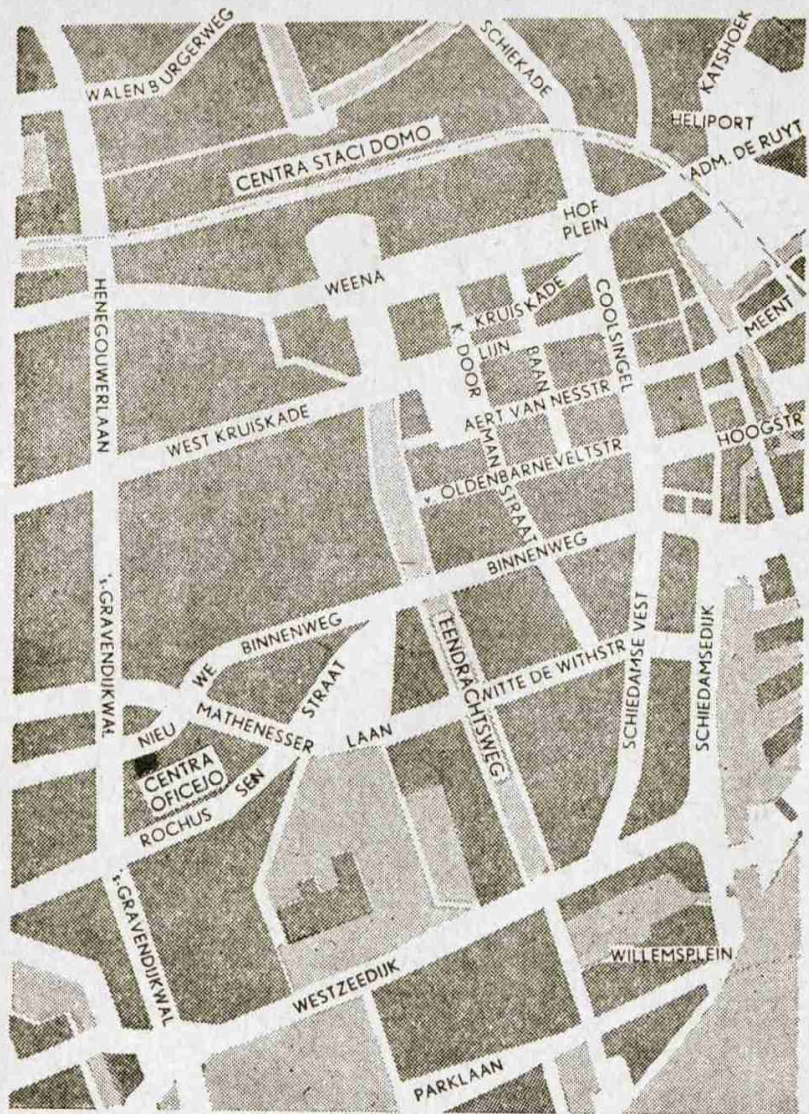 WALENBURGERWEG
SCHIEKADE
KATSHOEK
HELIPORT
CENTRA STACI DOMO
ADM. DE RUYT
HOF
PLEIN
WEENA
HENEGOUWERLAAN
KRUISKADE
LIJN
BAAN
K. DOOR
MAN STRAAT
COOLSINGEL
MEENT
AERT VAN NESSTR
WEST KRUISKADE
HOOGSTR
v. OLDENBARNEVELTSTR
BINNENWEG
's-GRAVENDIJKWAL
NIEUWE BINNENWEG
EENDRACHTSWEG
WITTE DE WITHSTR
SCHIEDAMSE VEST
SCHIEDAMSEDIJK
MATHENESSER LAAN
ROCHUS SEN STRAAT
CENTRA
OFICEJO
's-GRAVENDIJKWAL
WESTZEEDIJK
WILLEMSPLEIN
PARKLAAN